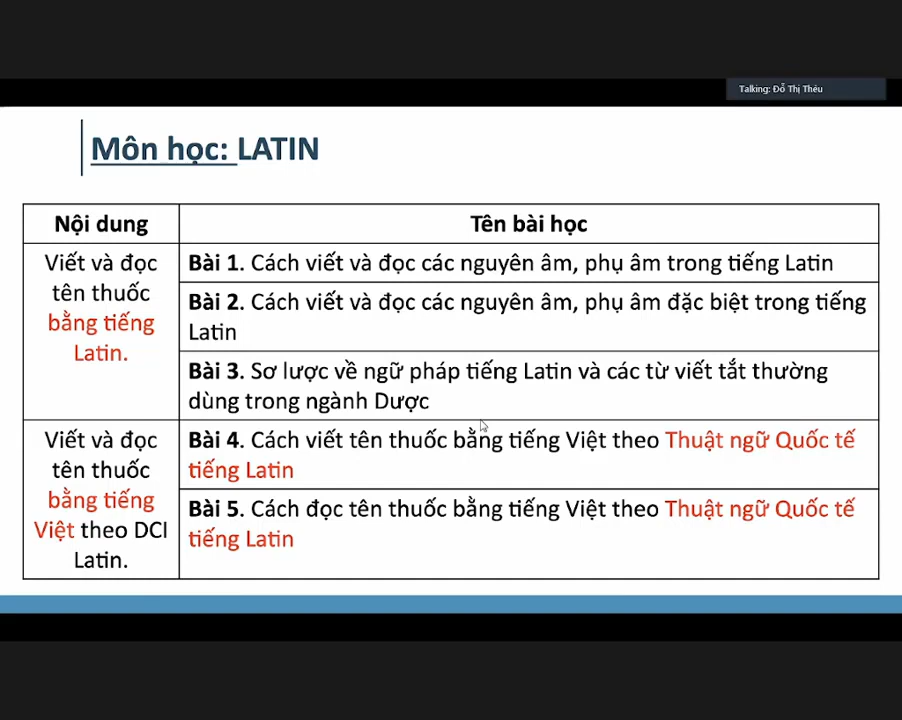 Talking: Đỗ Thị Théu
Môn học: LATIN
Nội dung
Tên bài học
Viết và đọc
tên thuốc
bằng tiếng
Latin.
Bài 1. Cách viết và đọc các nguyên âm, phụ âm trong tiếng Latin
Bài 2. Cách viết và đọc các nguyên âm, phụ âm đặc biệt trong tiếng
Latin
Bài 3. Sơ lược về ngữ pháp tiếng Latin và các từ viết tắt thường
dùng trong ngành Dược
Viết và đọc
tên thuốc
bằng tiếng
Việt theo DCI
Latin.
Bài 4. Cách viết tên thuốc bằng tiếng Việt theo Thuật ngữ Quốc tế
tiếng Latin
Bài 5. Cách đọc tên thuốc bằng tiếng Việt theo Thuật ngữ Quốc tế
tiếng Latin